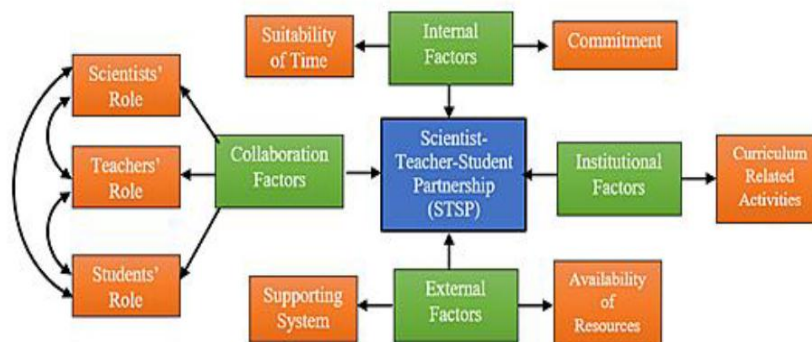 Suitability
of Time
Internal
Factors
Commitment
Scientists'
Role
Teachers'
Role
Students'
Role
Collaboration
Factors
Scientist-
Teacher-Student
Partnership
(STSP)
Institutional
Factors
Curriculum
Related
Activities
Supporting
System
External
Factors
Availability
of
Resources